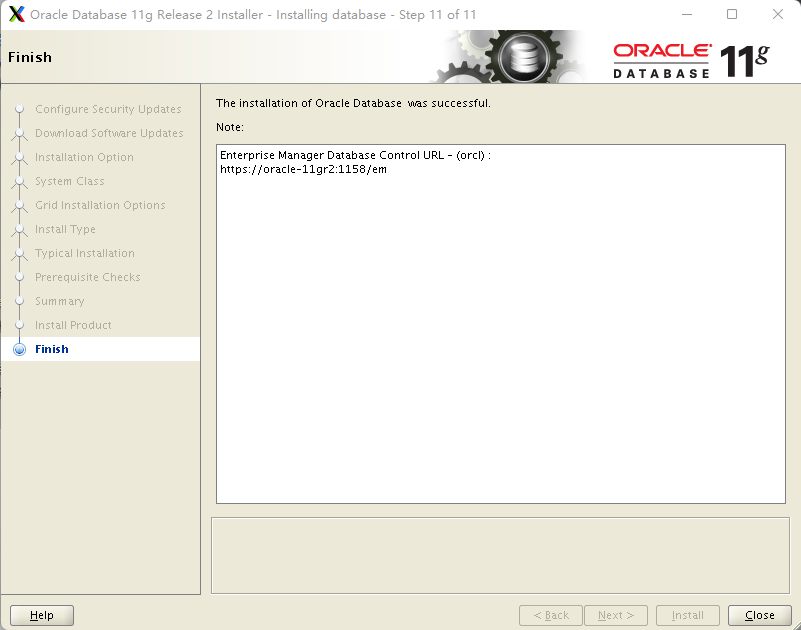 Oracle Database 11g Release 2 Installer - Installing database - Step 11 of 11
Finish
ORACLE
DATABASE
11g
Configure Security Updates
Download Software Updates
Installation Option
System Class
Grid Installation Options
Install Type
Typical Installation
Prerequisite Checks
Summary
Install Product
Finish
The installation of Oracle Database  was successful.
Note:
Enterprise Manager Database Control URL - (orcl) :
https://oracle-11gr2:1158/em
Help
< Back
Next >
Install
Close